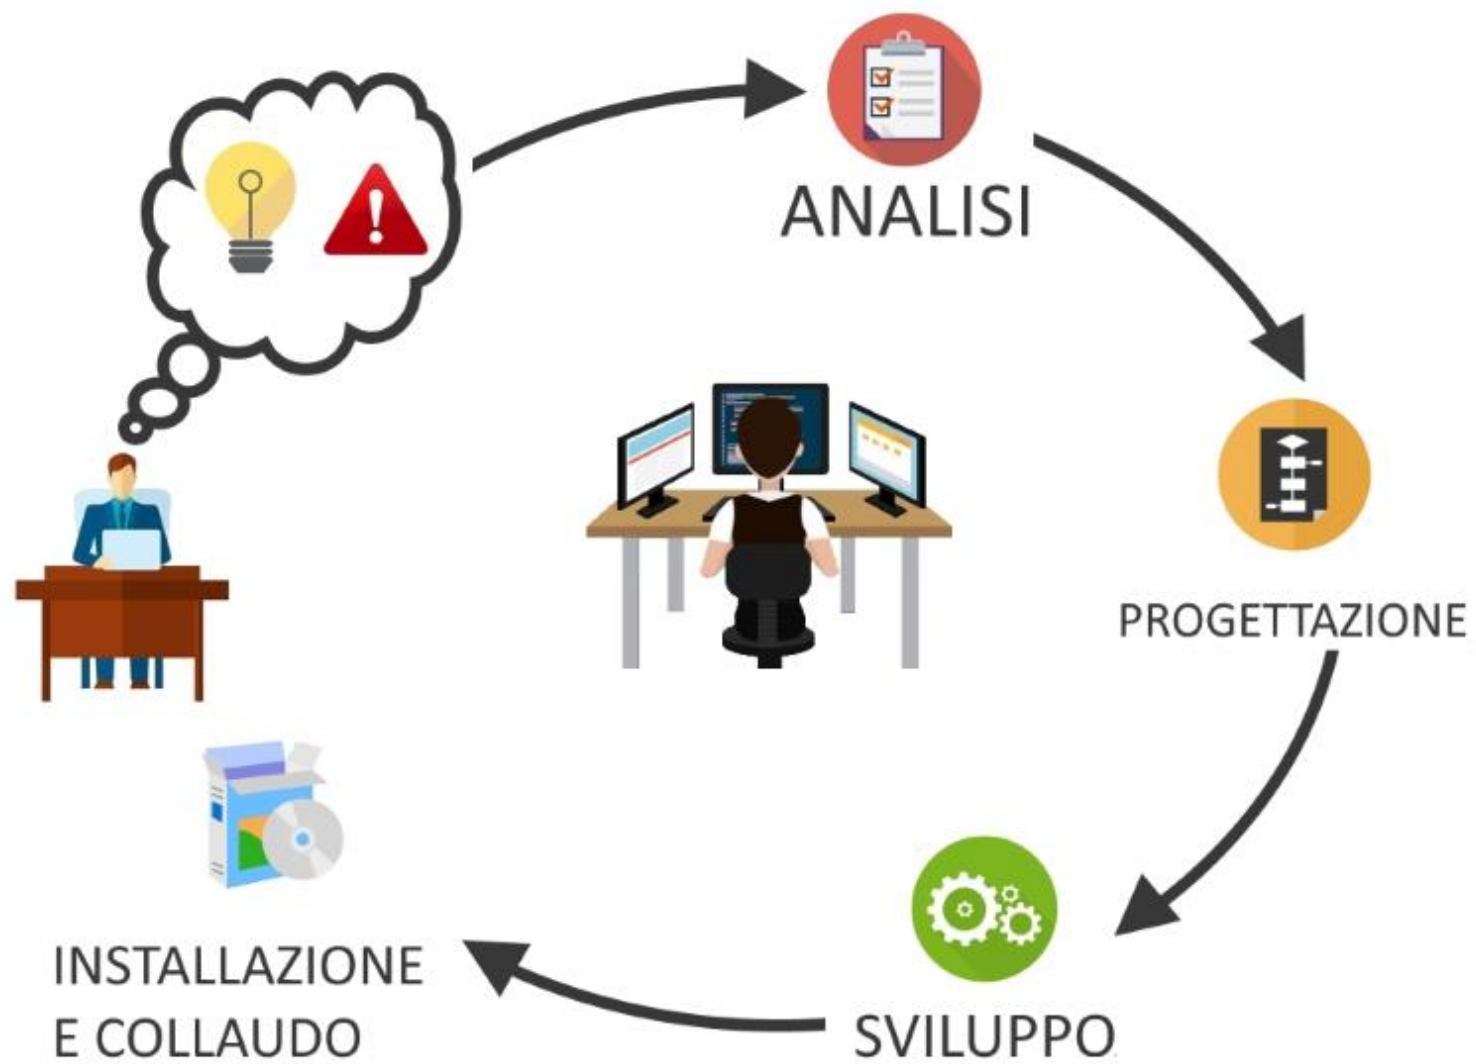 ANALISI
PROGETTAZIONE
SVILUPPO
INSTALLAZIONE
E COLLAUDO